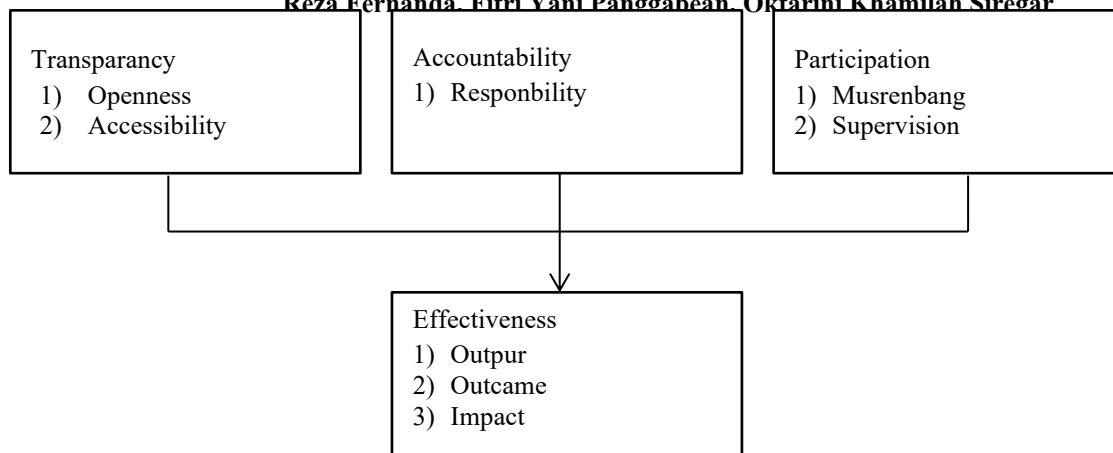 Reza Fernanda, Fitri Yani Panggabean, Oktarini Khamilah Siregar
Transparancy
1) Openness
2) Accessibility
Accountability
1) Responbility
Participation
1) Musrenbang
2) Supervision
Effectiveness
1) Outpur
2) Outcame
3) Impact